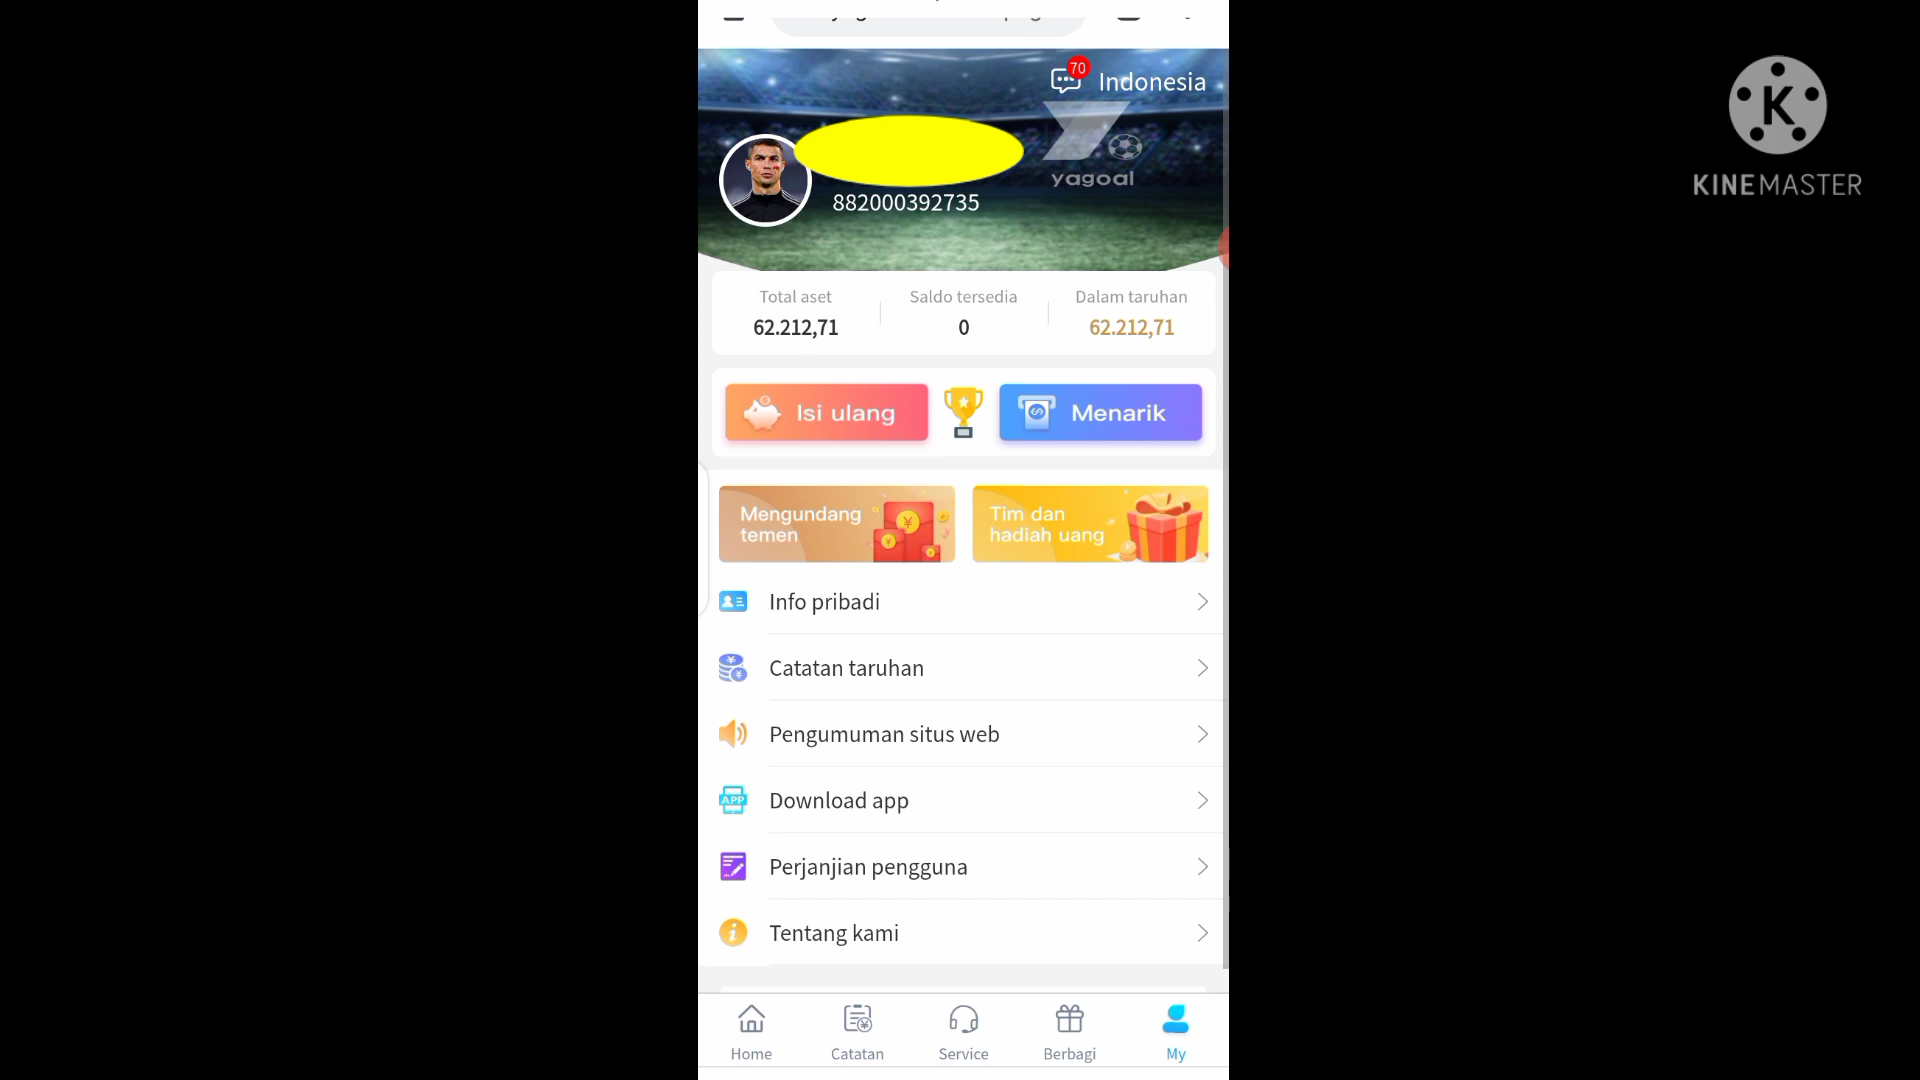 70
Indonesia
yagoal
882000392735
Total aset
Saldo tersedia
Dalam taruhan
62.212,71
0
62.212,71
Isi ulang
Menarik
Mengundang
temen
Tim dan
hadiah uang
Info pribadi
Catatan taruhan
Pengumuman situs web
APP
Download app
Perjanjian pengguna
Tentang kami
Home
Catatan
Service
Berbagi
My
K
KINEMASTER